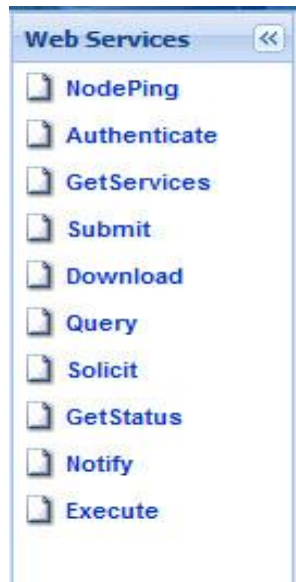 Web Services
NodePing
Authenticate
GetServices
Submit
Download
Query
Solicit
GetStatus
Notify
Execute